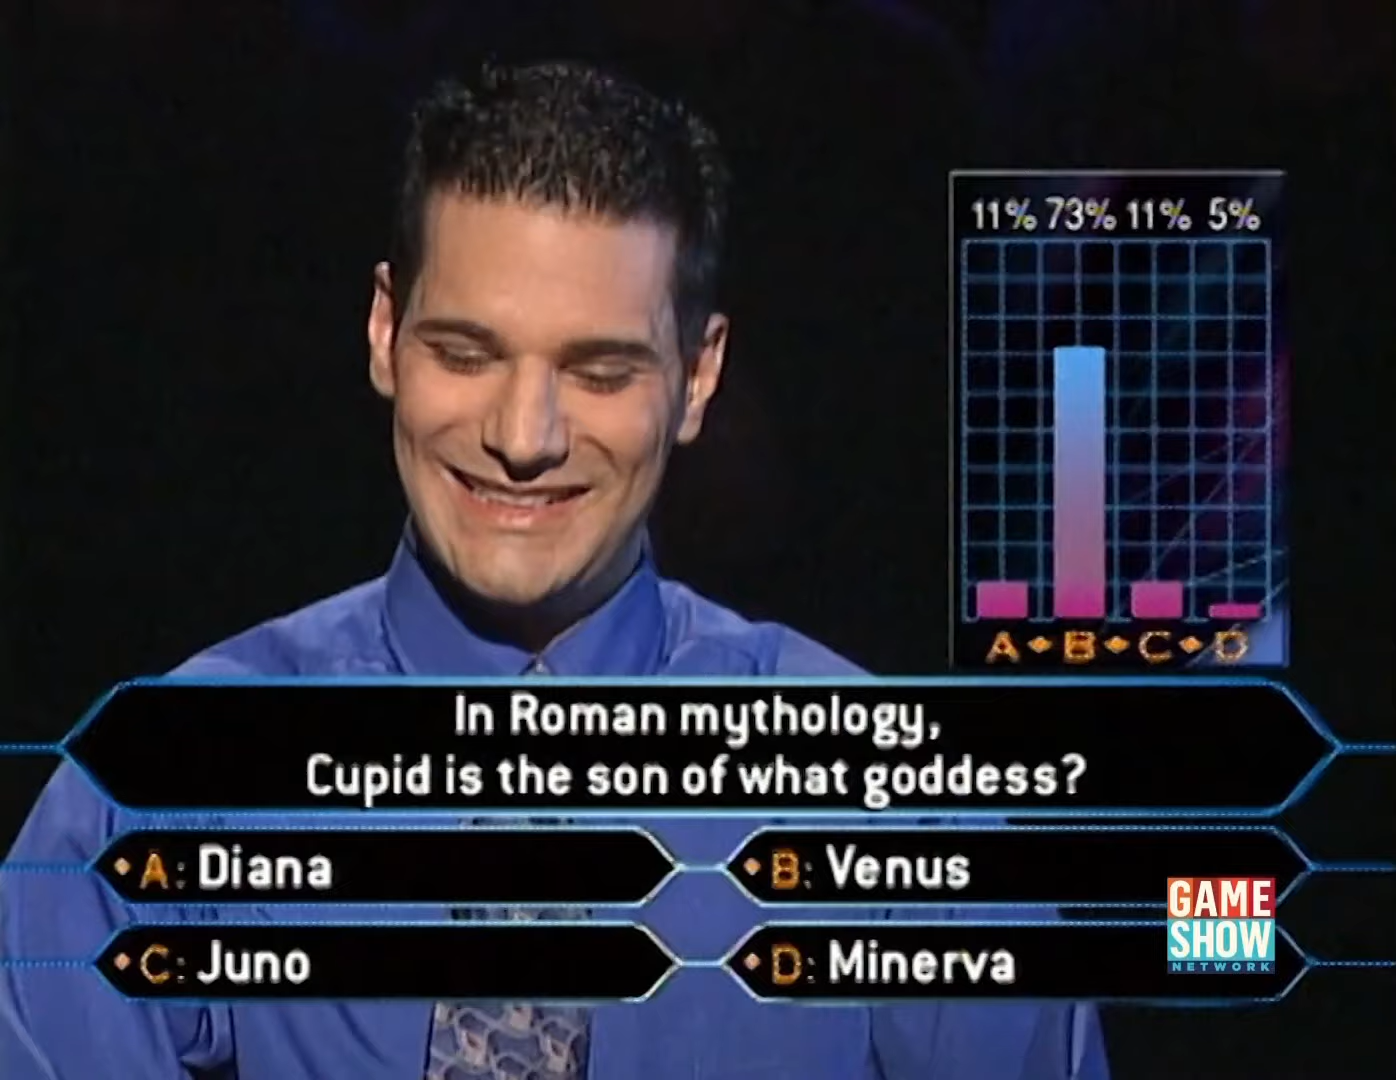 11% 73% 11% 5%
A B C D
In Roman mythology,
Cupid is the son of what goddess?
A: Diana
B: Venus
C: Juno
D: Minerva
GAME
SHOW
NETWORK